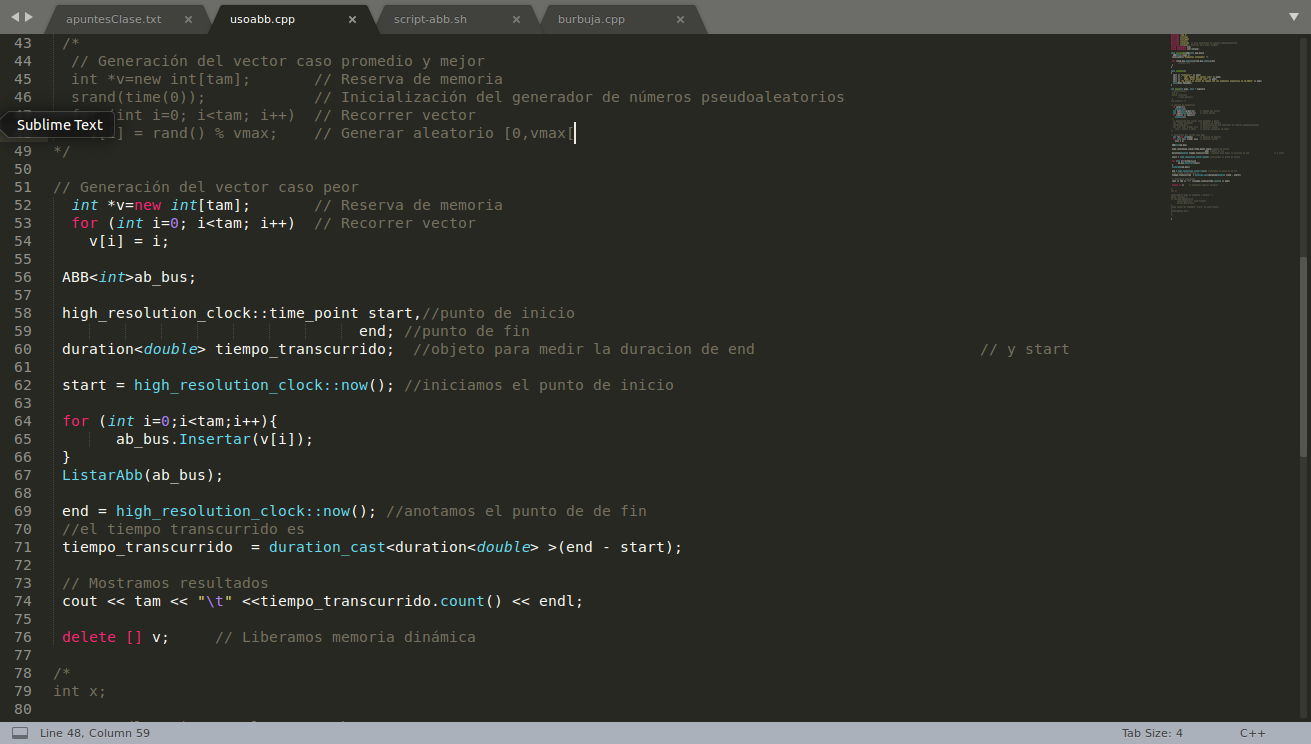 apuntesClase.txt × usoabb.cpp × script-abb.sh × burbuja.cpp ×
43 /*
44 // Generación del vector caso promedio y mejor
45 int *v=new int[tam]; // Reserva de memoria
46 srand(time(0)); // Inicialización del generador de números pseudoaleatorios
(int i=0; i<tam; i++) // Recorrer vector
Sublime Text
] = rand() % vmax; // Generar aleatorio [0,vmax[
49 */
50
51 // Generación del vector caso peor
52 int *v=new int[tam]; // Reserva de memoria
53 for (int i=0; i<tam; i++) // Recorrer vector
54 v[i] = i;
55
56 ABB<int>ab_bus;
57
58 high_resolution_clock::time_point start,//punto de inicio
59 end; //punto de fin
60 duration<double> tiempo_transcurrido; //objeto para medir la duracion de end // y start
61
62 start = high_resolution_clock::now(); //iniciamos el punto de inicio
63
64 for (int i=0;i<tam;i++){
65 ab_bus.Insertar(v[i]);
66 }
67 ListarAbb(ab_bus);
68
69 end = high_resolution_clock::now(); //anotamos el punto de de fin
70 //el tiempo transcurrido es
71 tiempo_transcurrido = duration_cast<duration<double> >(end - start);
72
73 // Mostramos resultados
74 cout << tam << "\t" <<tiempo_transcurrido.count() << endl;
75
76 delete [] v; // Liberamos memoria dinámica
77
78 /*
79 int x;
80
Line 48, Column 59 Tab Size: 4 C++